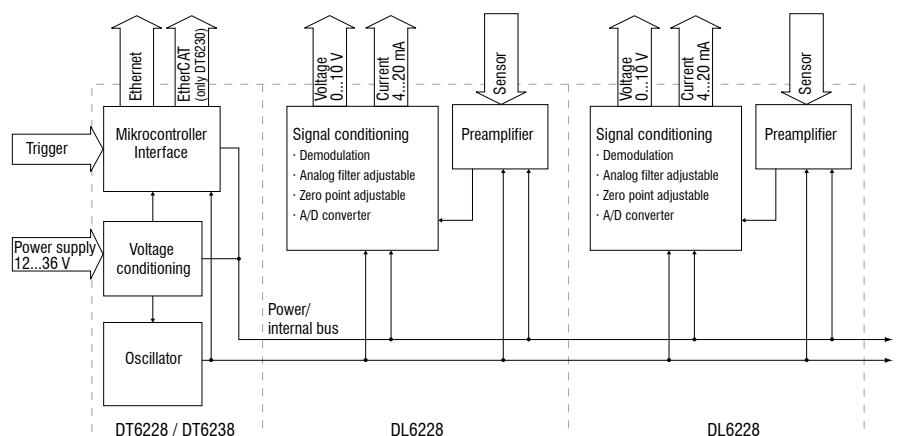 Ethernet
EtherCAT
(only DT6230)
Voltage
0...10 V
Current
4...20 mA
Sensor
Voltage
0...10 V
Current
4...20 mA
Sensor
Trigger
Mikrocontroller
Interface
Signal conditioning
· Demodulation
· Analog filter adjustable
· Zero point adjustable
· A/D converter
Preamplifier
Signal conditioning
· Demodulation
· Analog filter adjustable
· Zero point adjustable
· A/D converter
Preamplifier
Power supply
12...36 V
Voltage
conditioning
Power/
internal bus
Oscillator
DT6228 / DT6238
DL6228
DL6228